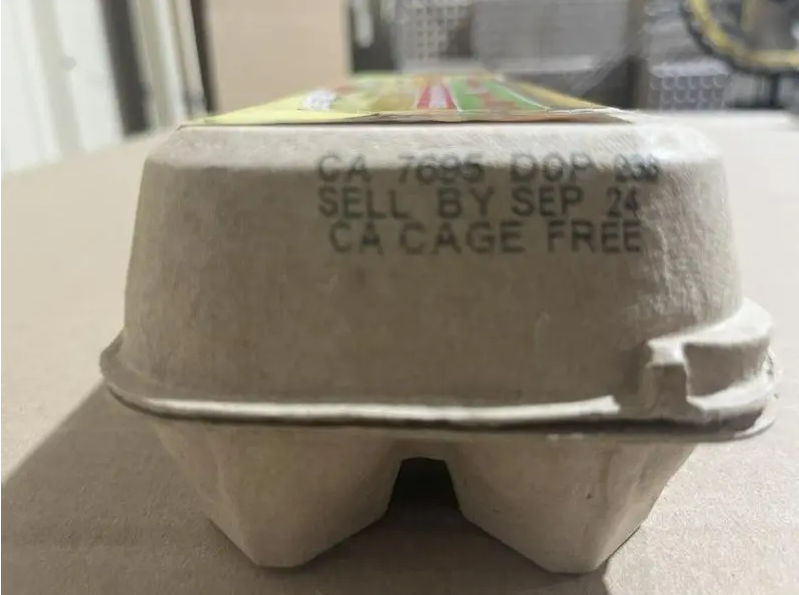 CA 7695 DOP 238
SELL BY SEP 24
CA CAGE FREE